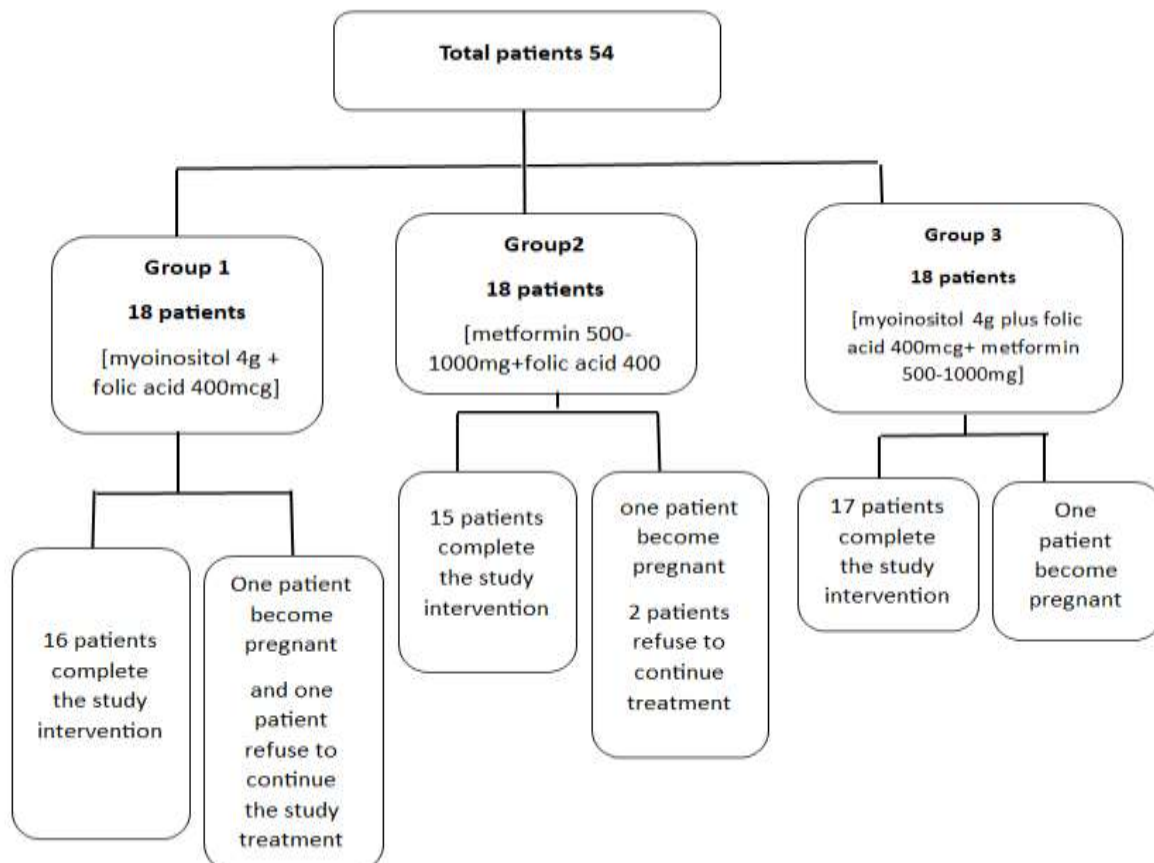 Total patients 54
Group 1
18 patients
[myoinositol 4g +
folic acid 400mcg]
Group2
18 patients
[metformin 500-
1000mg+folic acid 400
Group 3
18 patients
[myoinositol 4g plus folic
acid 400mcg+ metformin
500-1000mg]
16 patients
complete
the study
intervention
One patient
become
pregnant
and one
patient
refuse to
continue
the study
treatment
15 patients
complete
the study
intervention
one patient
become
pregnant
2 patients
refuse to
continue
treatment
17 patients
complete
the study
intervention
One
patient
become
pregnant